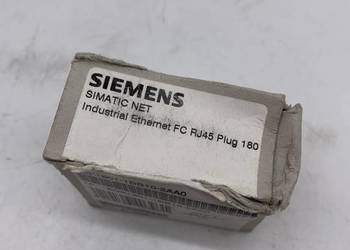 SIEMENS
SIMATIC NET
Industrial Ethernet FC RJ45 Plug 180